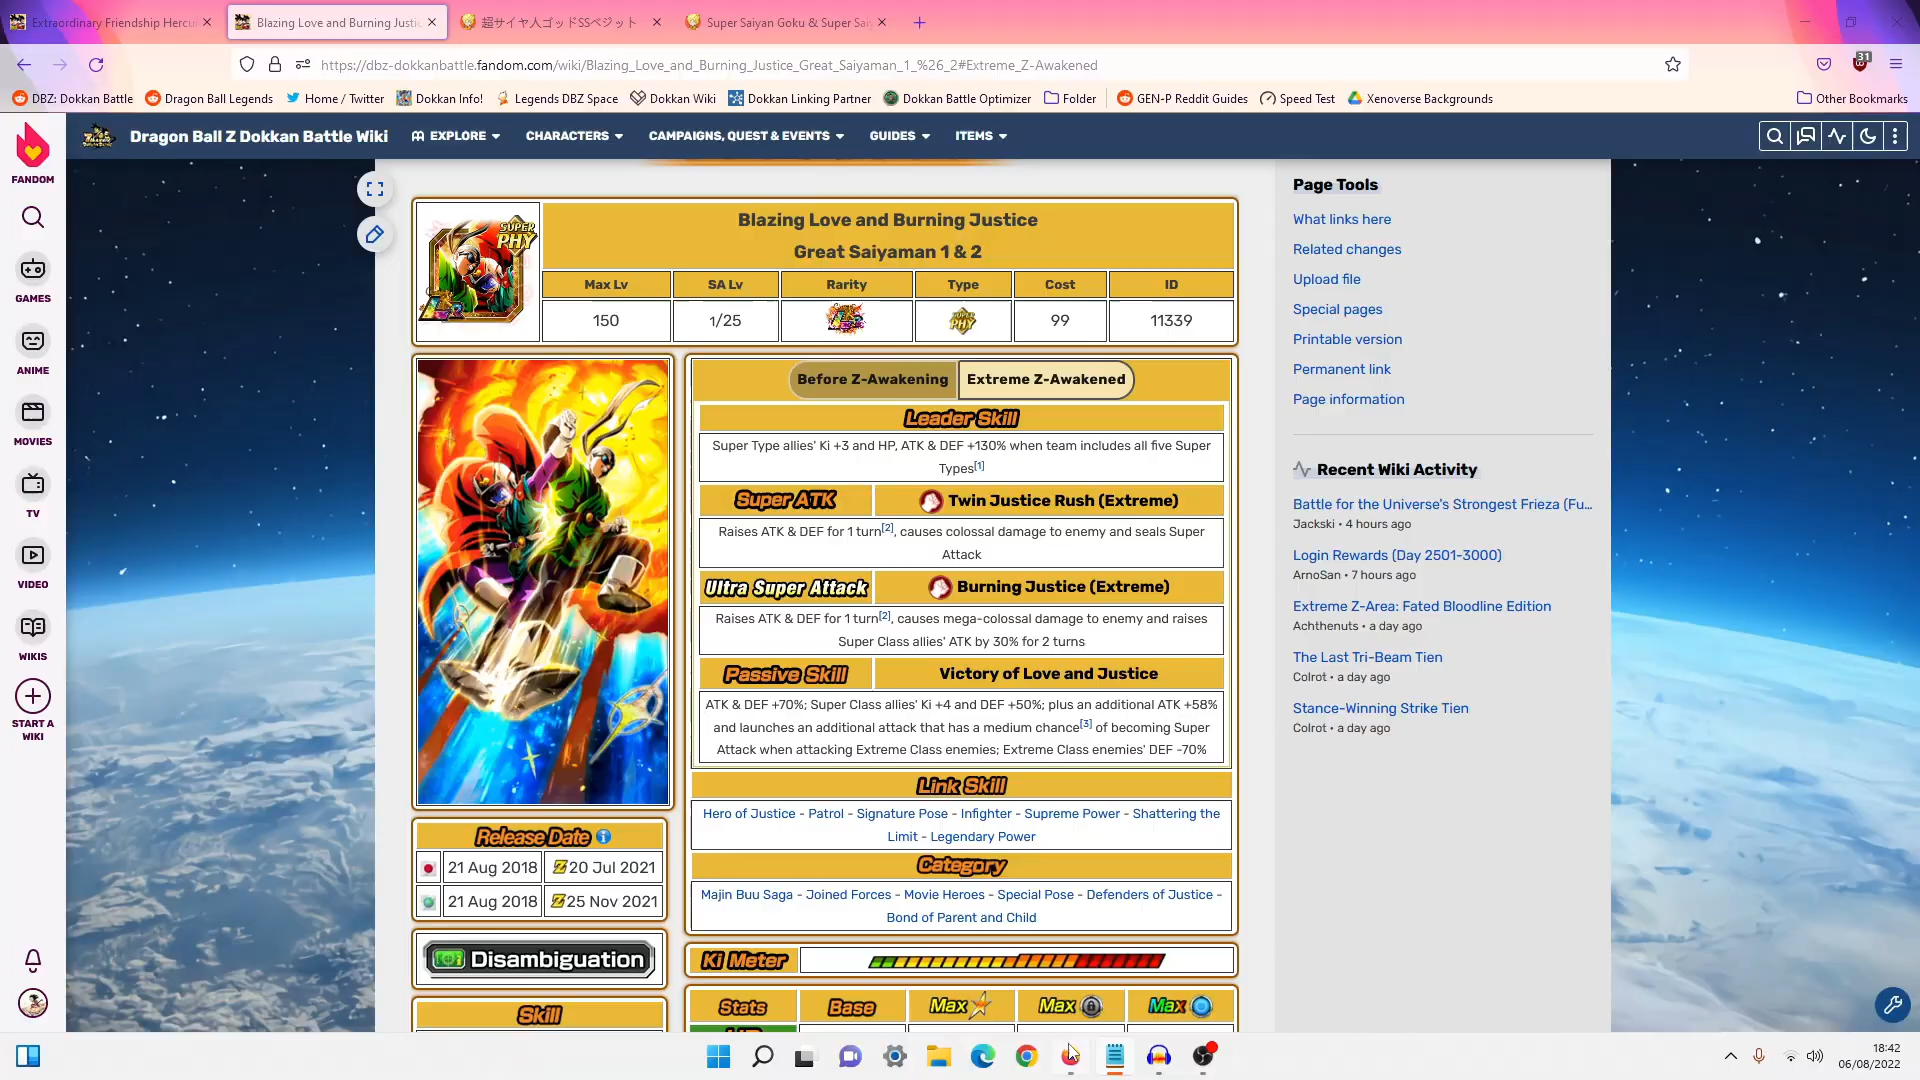 Extraordinary Friendship Hercu
Blazing Love and Burning Justic
超サイヤ人ゴッドSSベジット
Super Saiyan Goku & Super Sai
https://dbz-dokkanbattle.fandom.com/wiki/Blazing_Love_and_Burning_Justice_Great_Saiyaman_1_%26_2#Extreme_Z-Awakened
31
DBZ: Dokkan Battle
Dragon Ball Legends
Home / Twitter
Dokkan Info!
Legends DBZ Space
Dokkan Wiki
Dokkan Linking Partner
Dokkan Battle Optimizer
Folder
GEN-P Reddit Guides
Speed Test
Xenoverse Backgrounds
Other Bookmarks
FANDOM
GAMES
ANIME
MOVIES
TV
VIDEO
WIKIS
START A
WIKI
Dragon Ball Z Dokkan Battle Wiki
EXPLORE
CHARACTERS
CAMPAIGNS, QUEST & EVENTS
GUIDES
ITEMS
SUPER
PHY
Blazing Love and Burning Justice
Great Saiyaman 1 & 2
Max Lv
SA Lv
Rarity
Type
Cost
ID
150
1/25
SUPER
PHY
99
11339
Before Z-Awakening
Extreme Z-Awakened
Leader Skill
Super Type allies' Ki +3 and HP, ATK & DEF +130% when team includes all five Super
Types[1]
Super ATK
Twin Justice Rush (Extreme)
Raises ATK & DEF for 1 turn[2], causes colossal damage to enemy and seals Super
Attack
Ultra Super Attack
Burning Justice (Extreme)
Raises ATK & DEF for 1 turn[2], causes mega-colossal damage to enemy and raises
Super Class allies' ATK by 30% for 2 turns
Passive Skill
Victory of Love and Justice
ATK & DEF +70%; Super Class allies' Ki +4 and DEF +50%; plus an additional ATK +58%
and launches an additional attack that has a medium chance[3] of becoming Super
Attack when attacking Extreme Class enemies; Extreme Class enemies' DEF -70%
Link Skill
Hero of Justice - Patrol - Signature Pose - Infighter - Supreme Power - Shattering the
Limit - Legendary Power
Category
Majin Buu Saga - Joined Forces - Movie Heroes - Special Pose - Defenders of Justice -
Bond of Parent and Child
Ki Meter
Stats
Base
Max
Max
Max
Release Date
21 Aug 2018
Z 20 Jul 2021
21 Aug 2018
Z 25 Nov 2021
Disambiguation
Skill
Page Tools
What links here
Related changes
Upload file
Special pages
Printable version
Permanent link
Page information
Recent Wiki Activity
Battle for the Universe's Strongest Frieza (Fu...
Jackski • 4 hours ago
Login Rewards (Day 2501-3000)
ArnoSan • 7 hours ago
Extreme Z-Area: Fated Bloodline Edition
Achthenuts • a day ago
The Last Tri-Beam Tien
Colrot • a day ago
Stance-Winning Strike Tien
Colrot • a day ago
18:42
06/08/2022